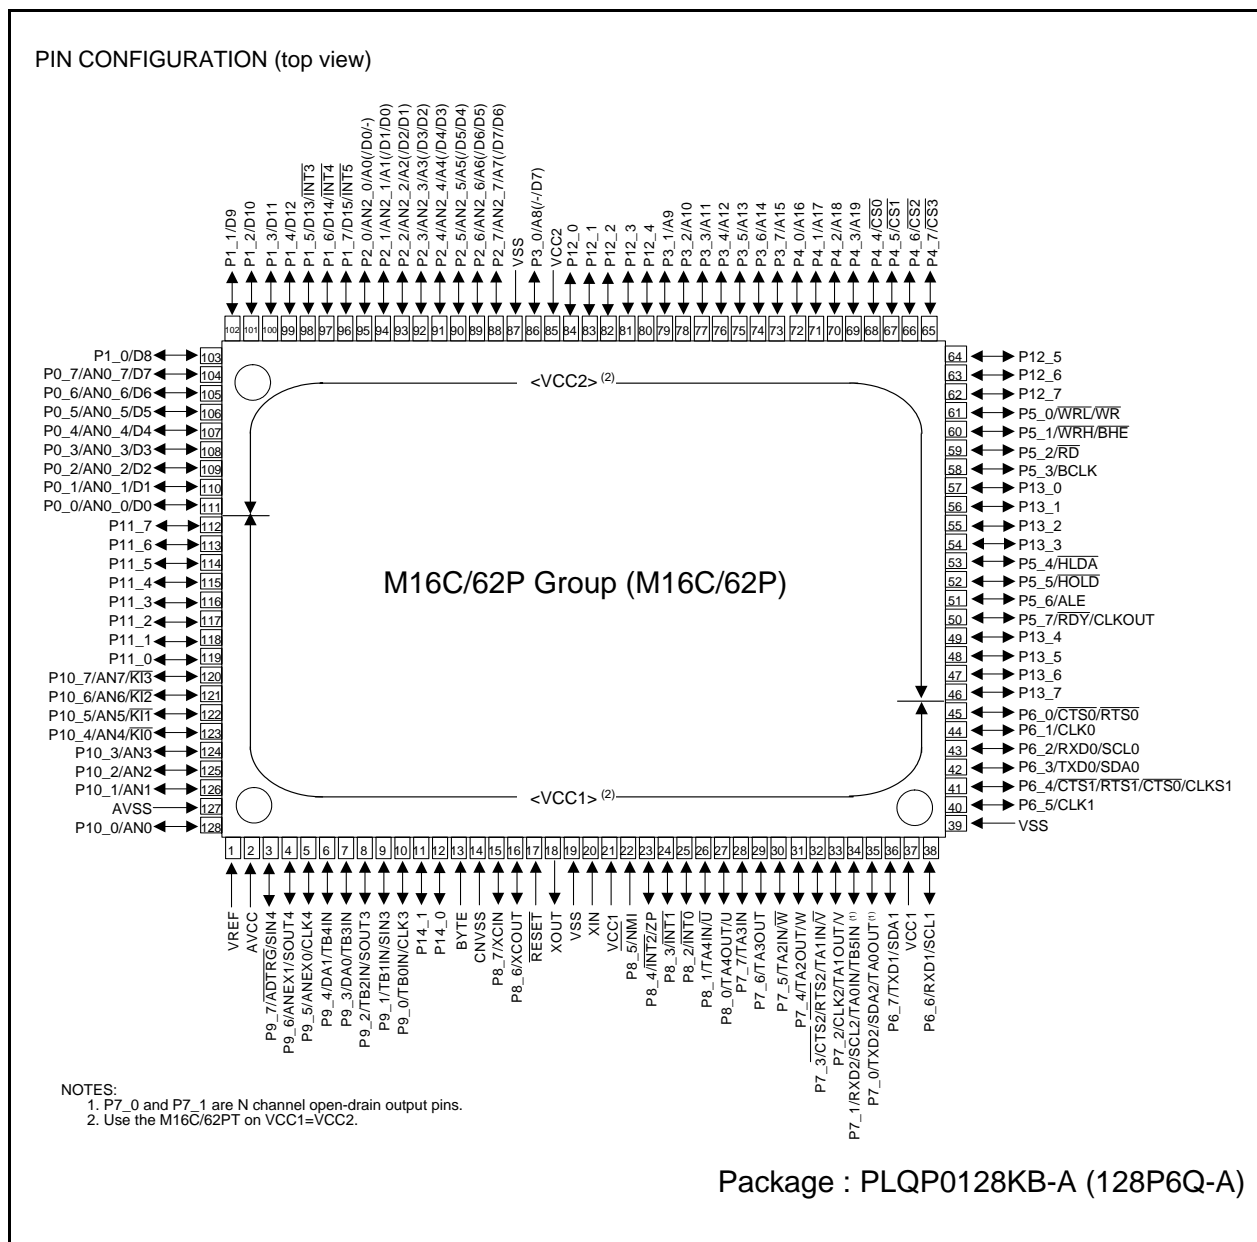 PIN CONFIGURATION (top view)
P1_1/D9
P1_2/D10
P1_3/D11
P1_4/D12
P1_5/D13/INT3
P1_6/D14/INT4
P1_7/D15/INT5
P2_0/AN2_0/A0(/D0/-)
P2_1/AN2_1/A1(/D1/D0)
P2_2/AN2_2/A2(/D2/D1)
P2_3/AN2_3/A3(/D3/D2)
P2_4/AN2_4/A4(/D4/D3)
P2_5/AN2_5/A5(/D5/D4)
P2_6/AN2_6/A6(/D6/D5)
P2_7/AN2_7/A7(/D7/D6)
VSS
P3_0/A8(/-/D7)
VCC2
P12_0
P12_1
P12_2
P12_3
P12_4
P3_1/A9
P3_2/A10
P3_3/A11
P3_4/A12
P3_5/A13
P3_6/A14
P3_7/A15
P4_0/A16
P4_1/A17
P4_2/A18
P4_3/A19
P4_4/CS0
P4_5/CS1
P4_6/CS2
P4_7/CS3
102 101 100 99 98 97 96 95 94 93 92 91 90 89 88 87 86 85 84 83 82 81 80 79 78 77 76 75 74 73 72 71 70 69 68 67 66 65
P1_0/D8 103
P0_7/AN0_7/D7 104
P0_6/AN0_6/D6 105
P0_5/AN0_5/D5 106
P0_4/AN0_4/D4 107
P0_3/AN0_3/D3 108
P0_2/AN0_2/D2 109
P0_1/AN0_1/D1 110
P0_0/AN0_0/D0 111
P11_7 112
P11_6 113
P11_5 114
P11_4 115
P11_3 116
P11_2 117
P11_1 118
P11_0 119
P10_7/AN7/KI3 120
P10_6/AN6/KI2 121
P10_5/AN5/KI1 122
P10_4/AN4/KI0 123
P10_3/AN3 124
P10_2/AN2 125
P10_1/AN1 126
AVSS 127
P10_0/AN0 128
<VCC2> (2)
M16C/62P Group (M16C/62P)
<VCC1> (2)
64 P12_5
63 P12_6
62 P12_7
61 P5_0/WRL/WR
60 P5_1/WRH/BHE
59 P5_2/RD
58 P5_3/BCLK
57 P13_0
56 P13_1
55 P13_2
54 P13_3
53 P5_4/HLDA
52 P5_5/HOLD
51 P5_6/ALE
50 P5_7/RDY/CLKOUT
49 P13_4
48 P13_5
47 P13_6
46 P13_7
45 P6_0/CTS0/RTS0
44 P6_1/CLK0
43 P6_2/RXD0/SCL0
42 P6_3/TXD0/SDA0
41 P6_4/CTS1/RTS1/CTS0/CLKS1
40 P6_5/CLK1
39 VSS
1 2 3 4 5 6 7 8 9 10 11 12 13 14 15 16 17 18 19 20 21 22 23 24 25 26 27 28 29 30 31 32 33 34 35 36 37 38
VREF
AVCC
P9_7/ADTRG/SIN4
P9_6/ANEX1/SOUT4
P9_5/ANEX0/CLK4
P9_4/DA1/TB4IN
P9_3/DA0/TB3IN
P9_2/TB2IN/SOUT3
P9_1/TB1IN/SIN3
P9_0/TB0IN/CLK3
P14_1
P14_0
BYTE
CNVSS
P8_7/XCIN
P8_6/XCOUT
RESET
XOUT
VSS
XIN
VCC1
P8_5/NMI
P8_4/INT2/ZP
P8_3/INT1
P8_2/INT0
P8_1/TA4IN/U
P8_0/TA4OUT/U
P7_7/TA3IN
P7_6/TA3OUT
P7_5/TA2IN/W
P7_4/TA2OUT/W
P7_3/CTS2/RTS2/TA1IN/V
P7_2/CLK2/TA1OUT/V
P7_1/RXD2/SCL2/TA0IN/TB5IN (1)
P7_0/TXD2/SDA2/TA0OUT (1)
P6_7/TXD1/SDA1
VCC1
P6_6/RXD1/SCL1
NOTES:
1. P7_0 and P7_1 are N channel open-drain output pins.
2. Use the M16C/62PT on VCC1=VCC2.
Package : PLQP0128KB-A (128P6Q-A)